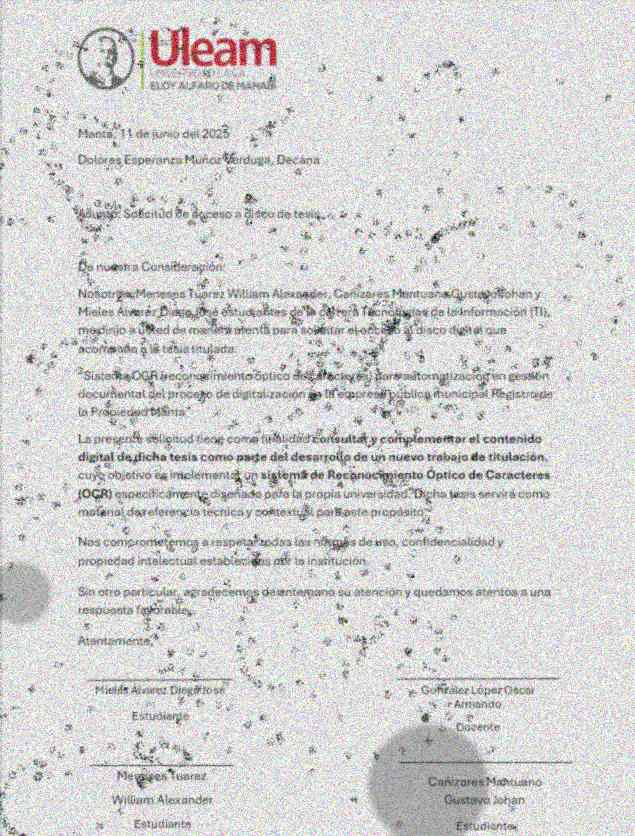 Uleam
ELOY ALFARO DE MANABÍ
Manta, 11 de junio del 2025
Dolores Esperanza Muñoz Verduga, Decana
Asunto: Solicitud de acceso a disco de tesis
De nuestra Consideración:
Nosotros, Meneses Tuarez William Alexander, Cañizares Mantuano Gustavo Johan y
Mieles Álvarez Diego José estudiantes de la carrera Tecnologías de la Información (TI),
me dirijo a usted de manera atenta para solicitar el acceso al disco digital que
acompaña a la tesis titulada:
"Sistema OCR (reconocimiento óptico de caracteres) para automatización en gestión
documental del proceso de digitalización en la empresa pública municipal Registro de
la Propiedad Manta"
La presente solicitud tiene como finalidad consultar y complementar el contenido
digital de dicha tesis como parte del desarrollo de un nuevo trabajo de titulación,
cuyo objetivo es implementar un sistema de Reconocimiento Óptico de Caracteres
(OCR) específicamente diseñado para la propia universidad. Dicha tesis servirá como
material de referencia técnica y contextual para este propósito.
Nos comprometemos a respetar todas las normas de uso, confidencialidad y
propiedad intelectual establecidas por la institución.
Sin otro particular, agradecemos de antemano su atención y quedamos atentos a una
respuesta favorable.
Atentamente,
Mieles Álvarez Diego José
Estudiante
González López Oscar
Armando
Docente
Meneses Tuarez
William Alexander
Estudiante
Cañizares Mantuano
Gustavo Johan
Estudiante